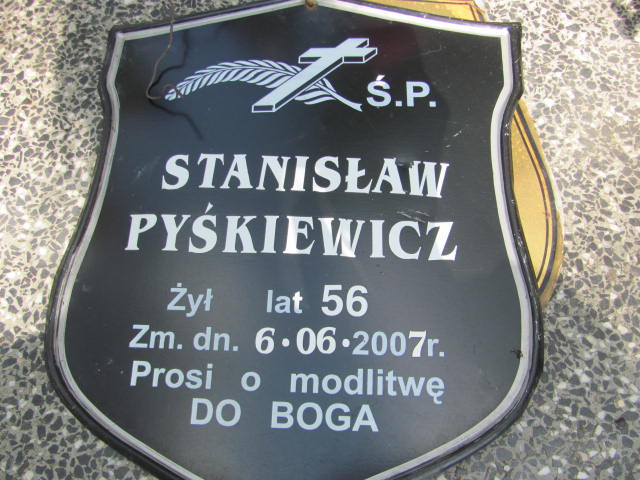 Ś.P.
STANISŁAW
PYŚKIEWICZ
Żył lat 56
Zm. dn. 6•06•2007r.
Prosi o modlitwę
DO BOGA